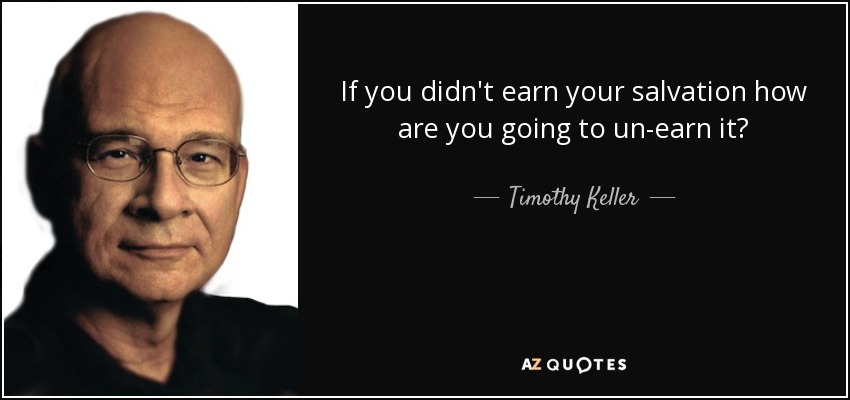 If you didn't earn your salvation how
are you going to un-earn it?
— Timothy Keller —
AZ QUOTES